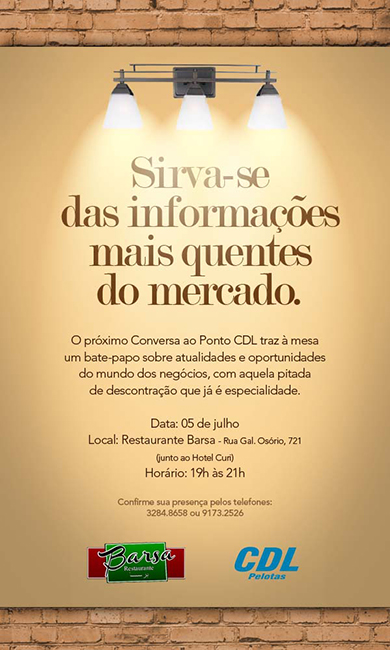 Sirva-se
das informações
mais quentes
do mercado.
O próximo Conversa ao Ponto CDL traz à mesa
um bate-papo sobre atualidades e oportunidades
do mundo dos negócios, com aquela pitada
de descontração que já é especialidade.
Data: 05 de julho
Local: Restaurante Barsa - Rua Gal. Osório, 721
(junto ao Hotel Curi)
Horário: 19h às 21h
Confirme sua presença pelos telefones:
3284.8658 ou 9173.2526
Barsa
Restaurante
CDL
Pelotas